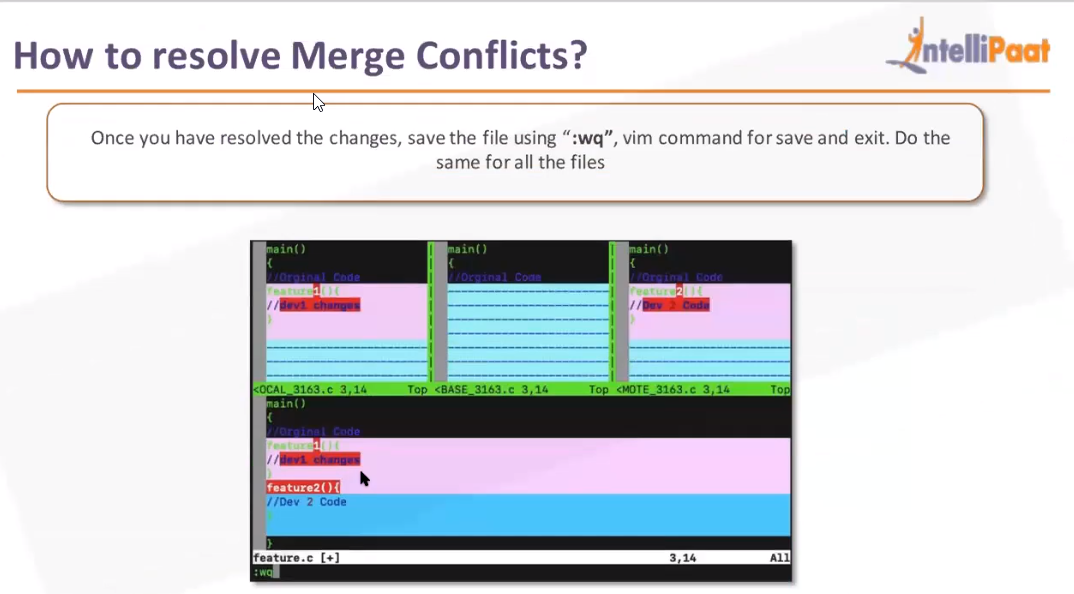 How to resolve Merge Conflicts?
IntelliPaat
Once you have resolved the changes, save the file using “:wq”, vim command for save and exit. Do the
same for all the files
main()
{
//Orginal Code
feature1(){
//dev1 changes
}
<OCAL_3163.c 3,14 Top
main()
{
//Orginal Code
<BASE_3163.c 3,14 Top
main()
{
//Orginal Code
feature2(){
//Dev 2 Code
}
<MOTE_3163.c 3,14 Top
main()
{
//Orginal Code
feature1(){
//dev1 changes
}
feature2(){
//Dev 2 Code
}
}
feature.c [+] 3,14 All
:wq